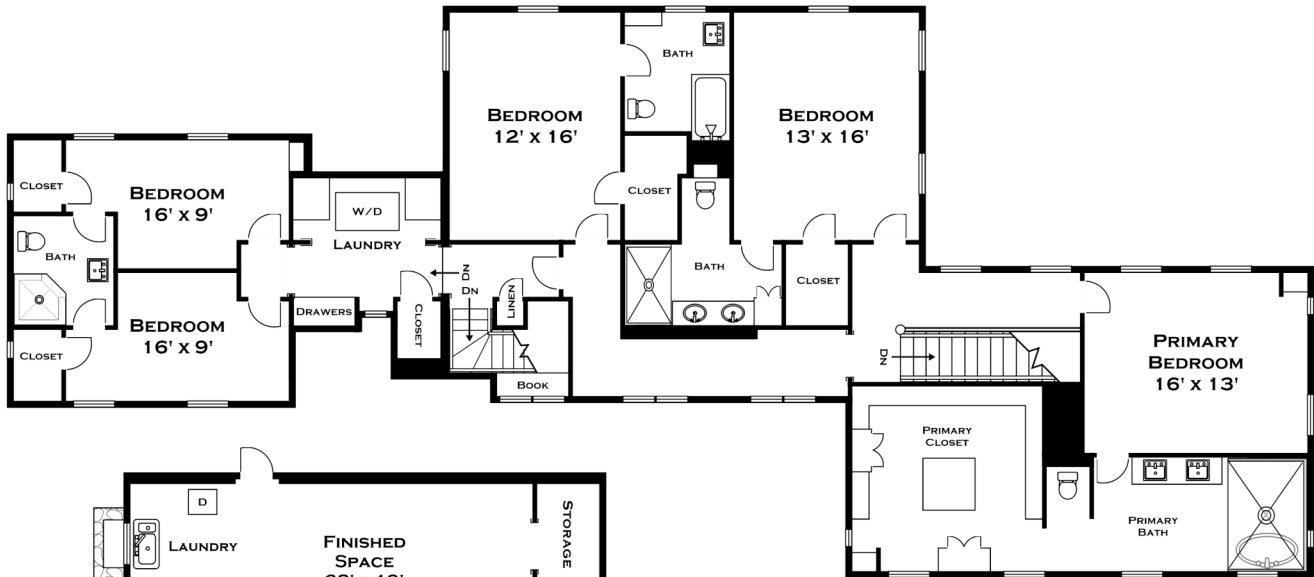 BATH
BEDROOM
12' x 16'
BEDROOM
13' x 16'
CLOSET
BEDROOM
16' x 9'
CLOSET
W/D
LAUNDRY
BATH
BATH
DN
DN
LINEN
CLOSET
DRAWERS
CLOSET
BEDROOM
16' x 9'
CLOSET
BOOK
DN
PRIMARY
BEDROOM
16' x 13'
PRIMARY
CLOSET
PRIMARY
BATH
D
LAUNDRY
FINISHED
SPACE
STORAGE